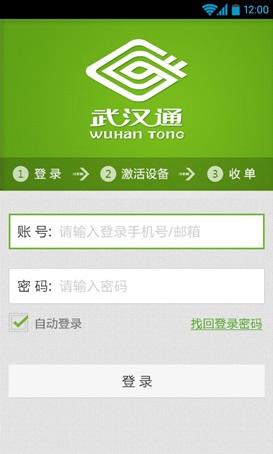 12:00
武汉通
WUHAN TONG
1 登录 2 激活设备 3 收单
账号: 请输入登录手机号/邮箱
密码: 请输入密码
自动登录 找回登录密码
登录